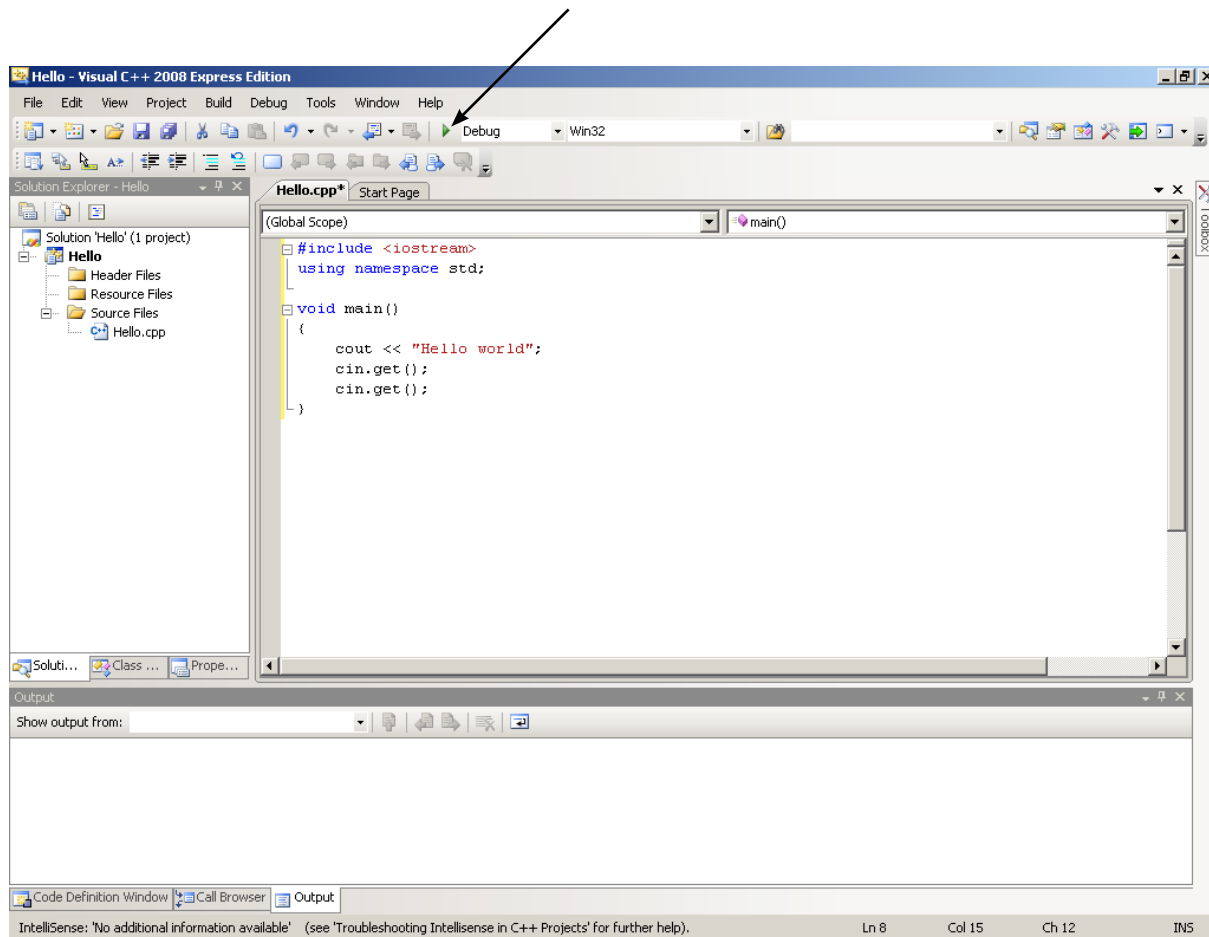 Hello - Visual C++ 2008 Express Edition
File Edit View Project Build Debug Tools Window Help
Debug Win32
Solution Explorer - Hello
Hello.cpp* Start Page
Toolbox
(Global Scope) main()
Solution 'Hello' (1 project)
Hello
Header Files
Resource Files
Source Files
Hello.cpp
#include <iostream>
using namespace std;
void main()
{
cout << "Hello world";
cin.get();
cin.get();
}
Soluti... Class ... Prope...
Output
Show output from:
Code Definition Window Call Browser Output
IntelliSense: 'No additional information available' (see 'Troubleshooting Intellisense in C++ Projects' for further help). Ln 8 Col 15 Ch 12 INS